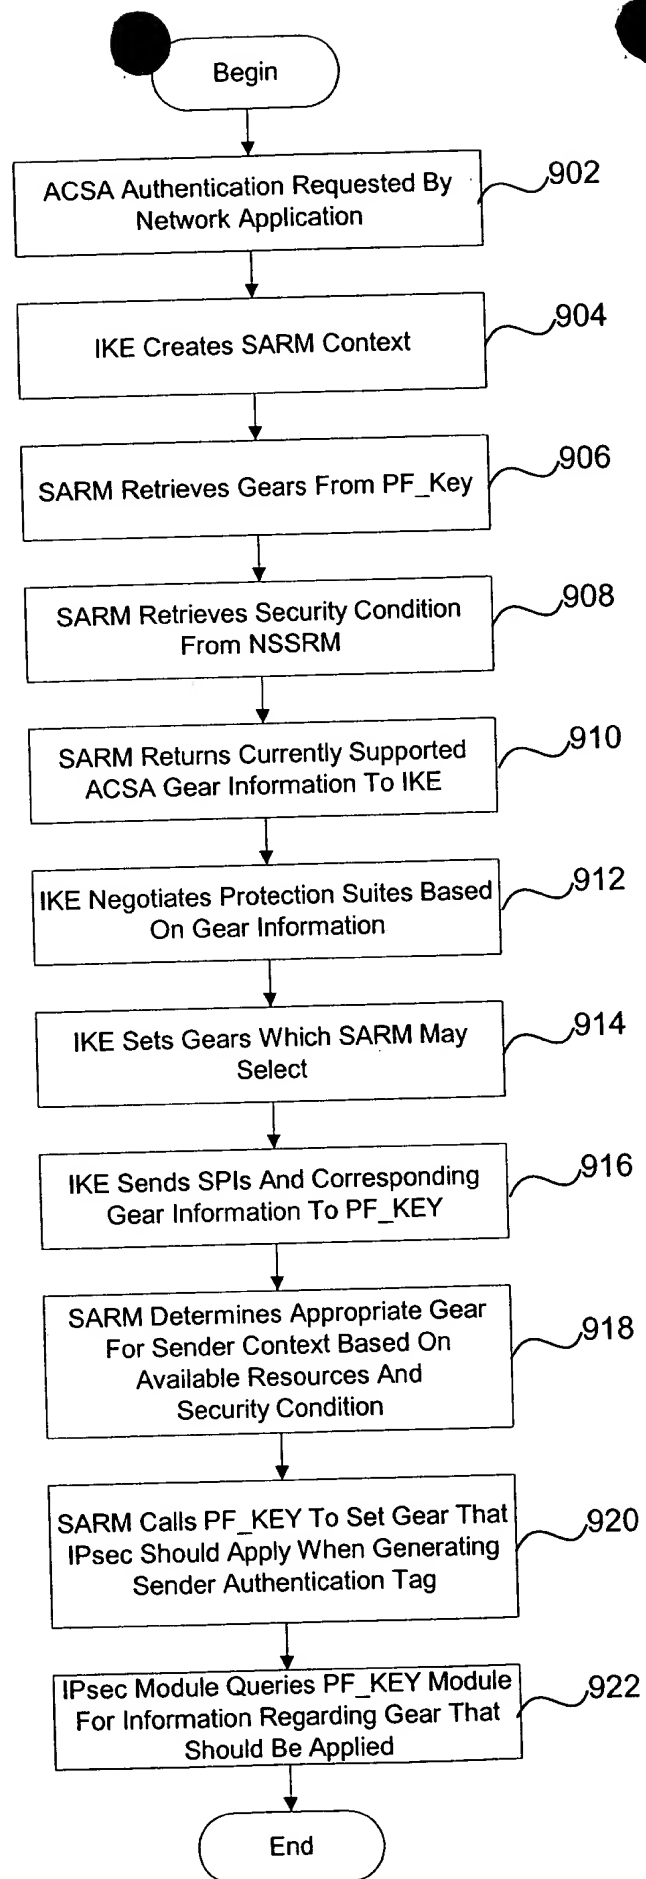 Begin
ACSA Authentication Requested By
Network Application
902
IKE Creates SARM Context
904
SARM Retrieves Gears From PF_Key
906
SARM Retrieves Security Condition
From NSSRM
908
SARM Returns Currently Supported
ACSA Gear Information To IKE
910
IKE Negotiates Protection Suites Based
On Gear Information
912
IKE Sets Gears Which SARM May
Select
914
IKE Sends SPIs And Corresponding
Gear Information To PF_KEY
916
SARM Determines Appropriate Gear
For Sender Context Based On
Available Resources And
Security Condition
918
SARM Calls PF_KEY To Set Gear That
IPsec Should Apply When Generating
Sender Authentication Tag
920
IPsec Module Queries PF_KEY Module
For Information Regarding Gear That
Should Be Applied
922
End